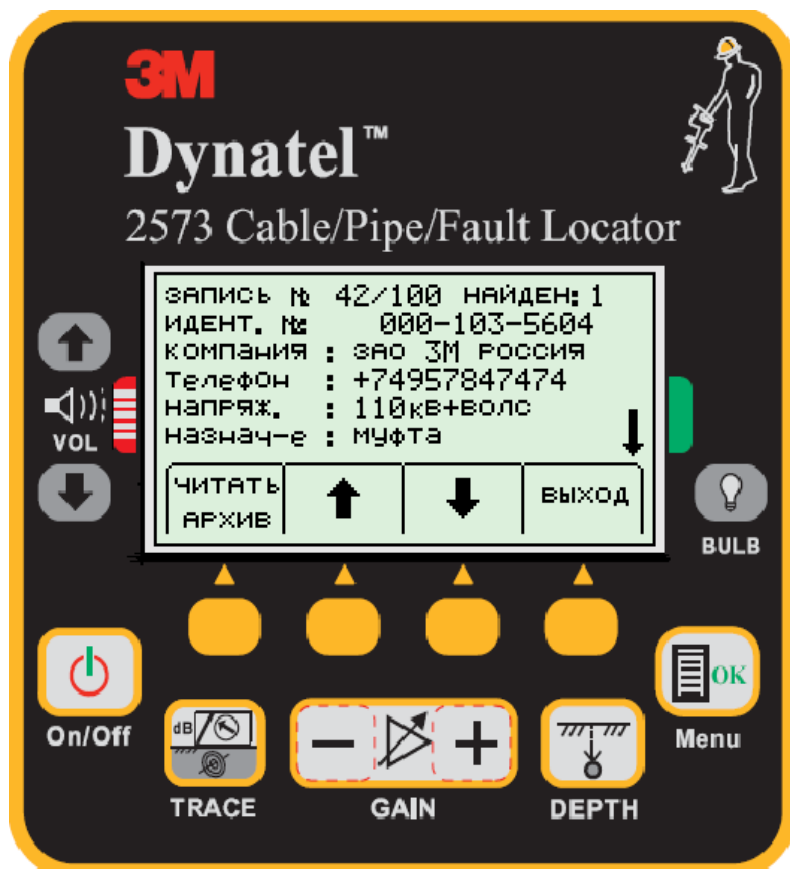 3M
Dynatel™
2573 Cable/Pipe/Fault Locator
запись № 42/100 найден: 1
идент. №: 000-103-5604
компания : зао 3М россия
Телефон : +74957847474
напряж. : 110кв+волс
назнач-е : муфта
читать архив
выход
VOL
BULB
On/Off
OK
Menu
dB
TRACE
GAIN
DEPTH